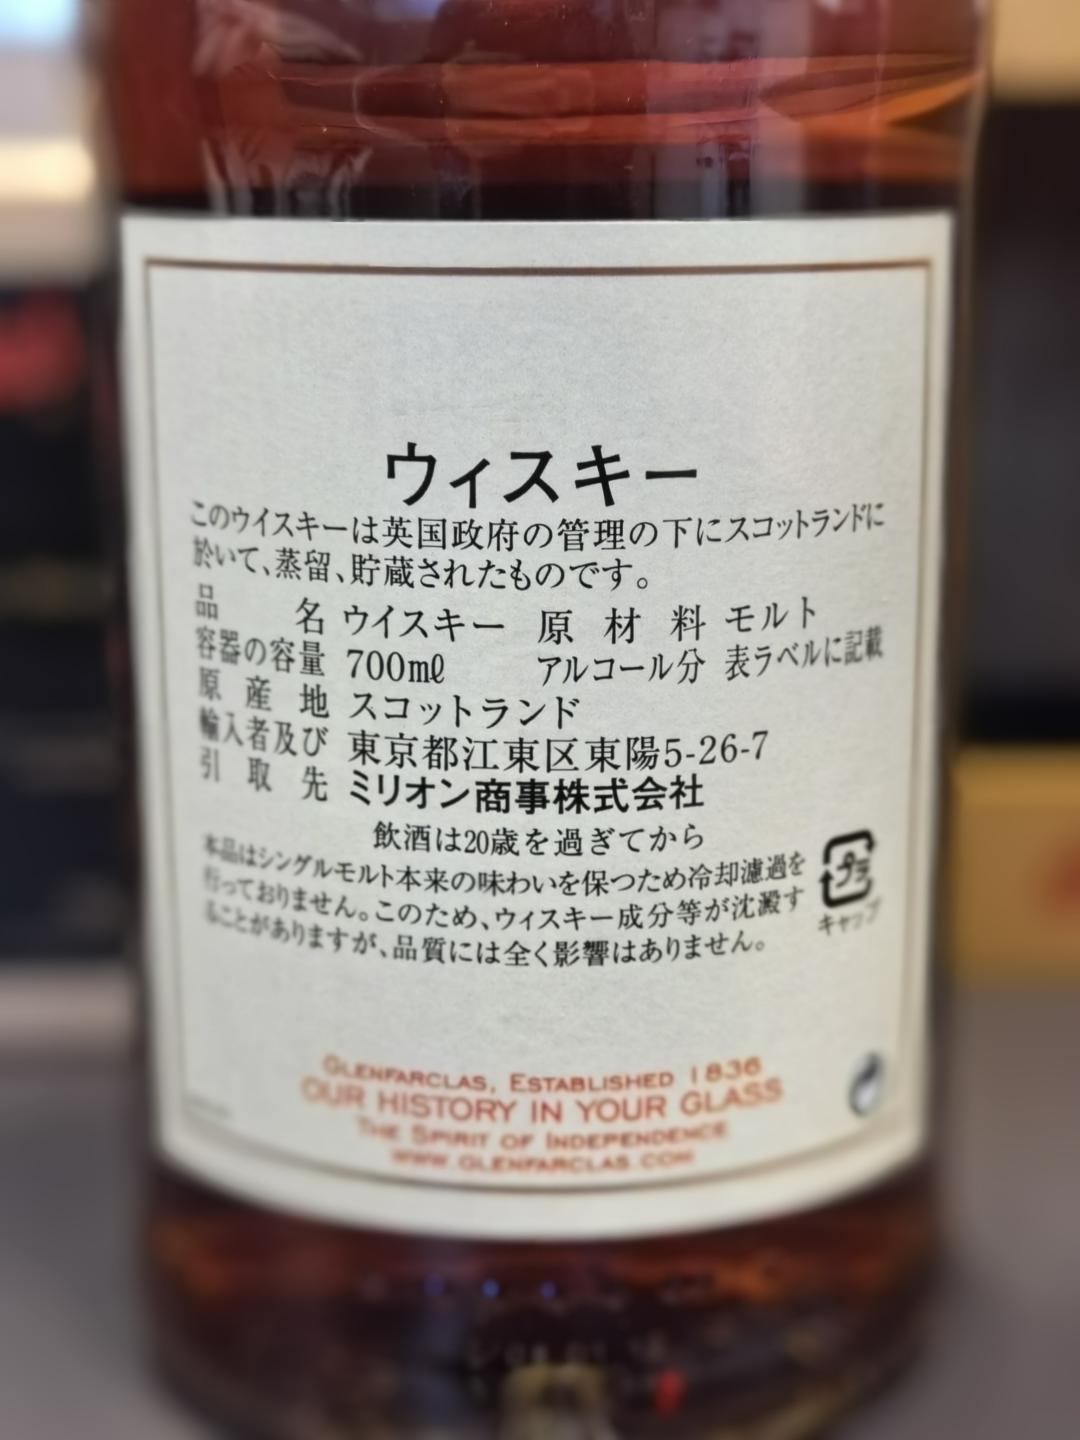 ウィスキー
このウイスキーは英国政府の管理の下にスコットランドに
於いて、蒸留、貯蔵されたものです。
品名 ウイスキー 原材料 モルト
容器の容量 700mℓ アルコール分 表ラベルに記載
原産地 スコットランド
輸入者及び 東京都江東区東陽5-26-7
引取先 ミリオン商事株式会社
飲酒は20歳を過ぎてから
本品はシングルモルト本来の味わいを保つため冷却濾過を
行っておりません。このため、ウィスキー成分等が沈澱す
ることがありますが、品質には全く影響はありません。
プラ
キャップ
GLENFARCLAS, ESTABLISHED 1836
OUR HISTORY IN YOUR GLASS
THE SPIRIT OF INDEPENDENCE
WWW.GLENFARCLAS.COM